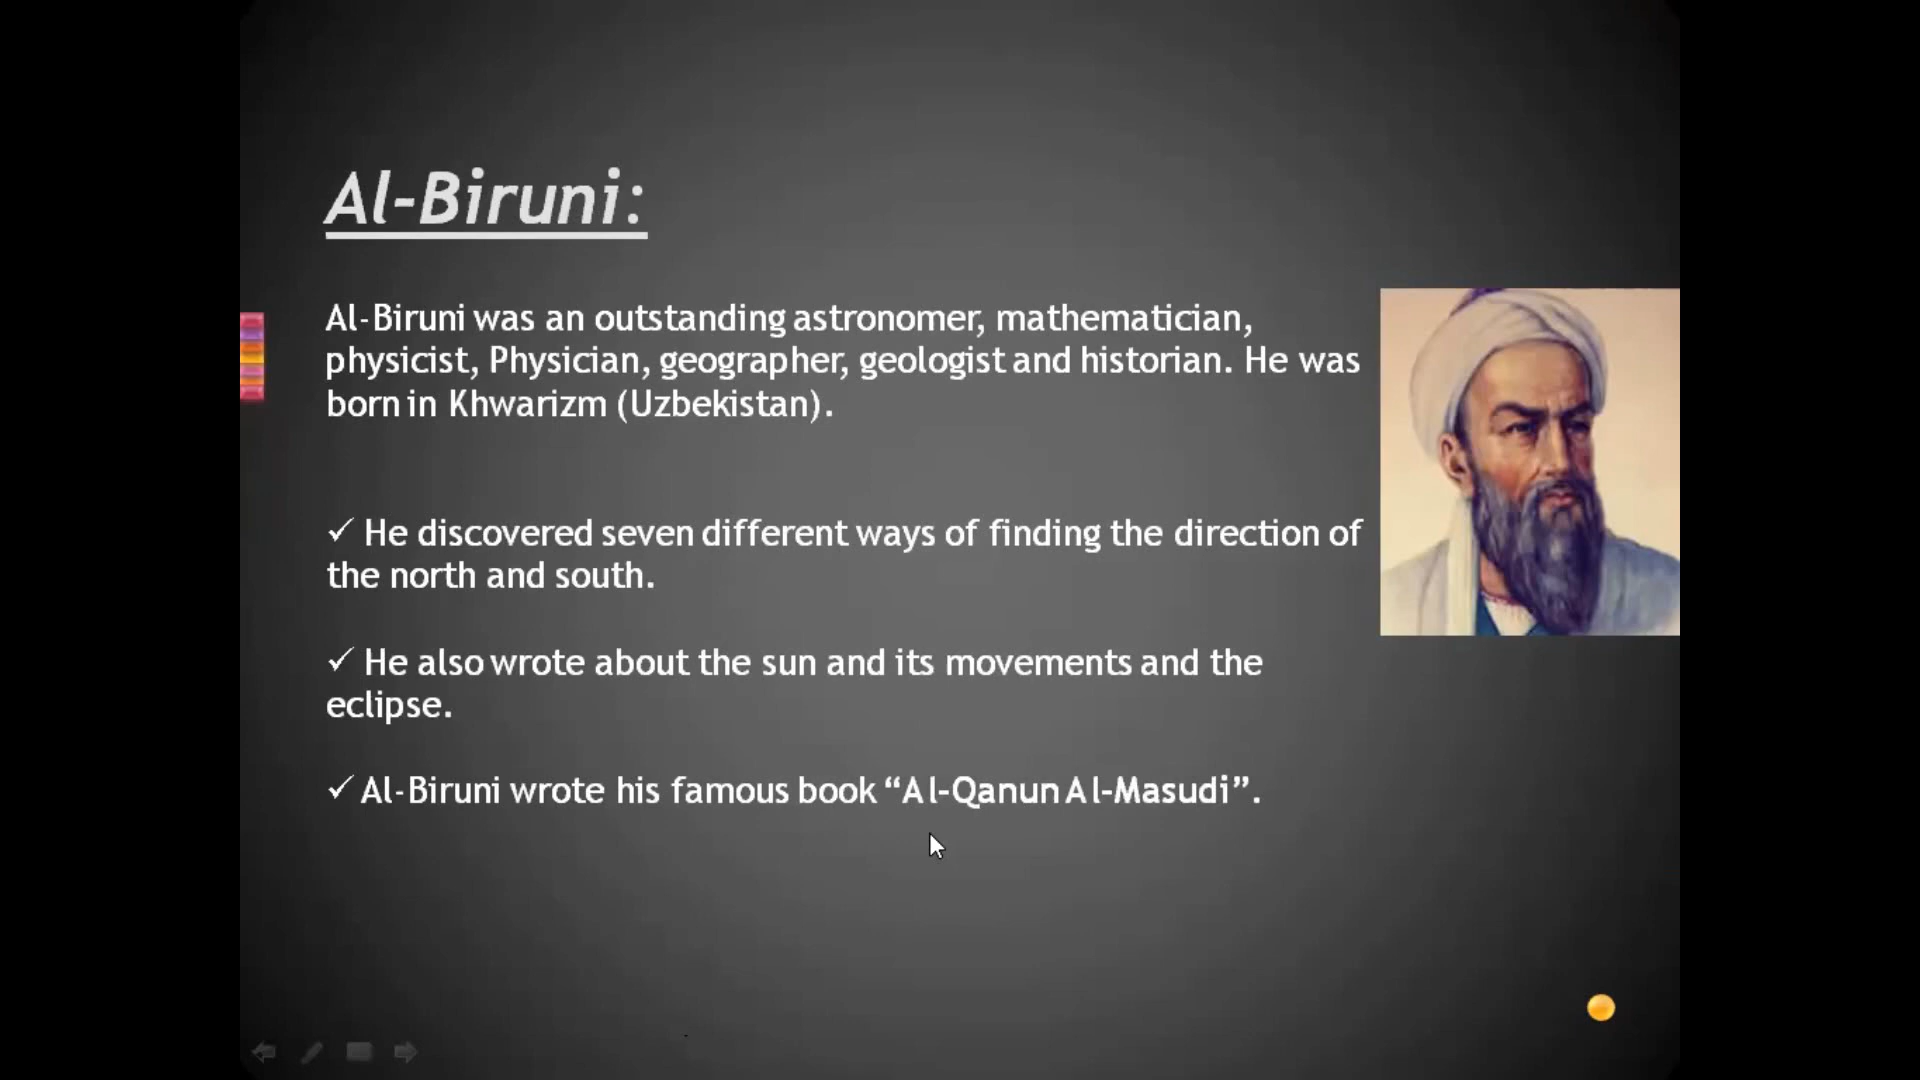 Al-Biruni:
Al-Biruni was an outstanding astronomer, mathematician,
physicist, Physician, geographer, geologist and historian. He was
born in Khwarizm (Uzbekistan).
✓ He discovered seven different ways of finding the direction of
the north and south.
✓ He also wrote about the sun and its movements and the
eclipse.
✓ Al-Biruni wrote his famous book “Al-Qanun Al-Masudi”.